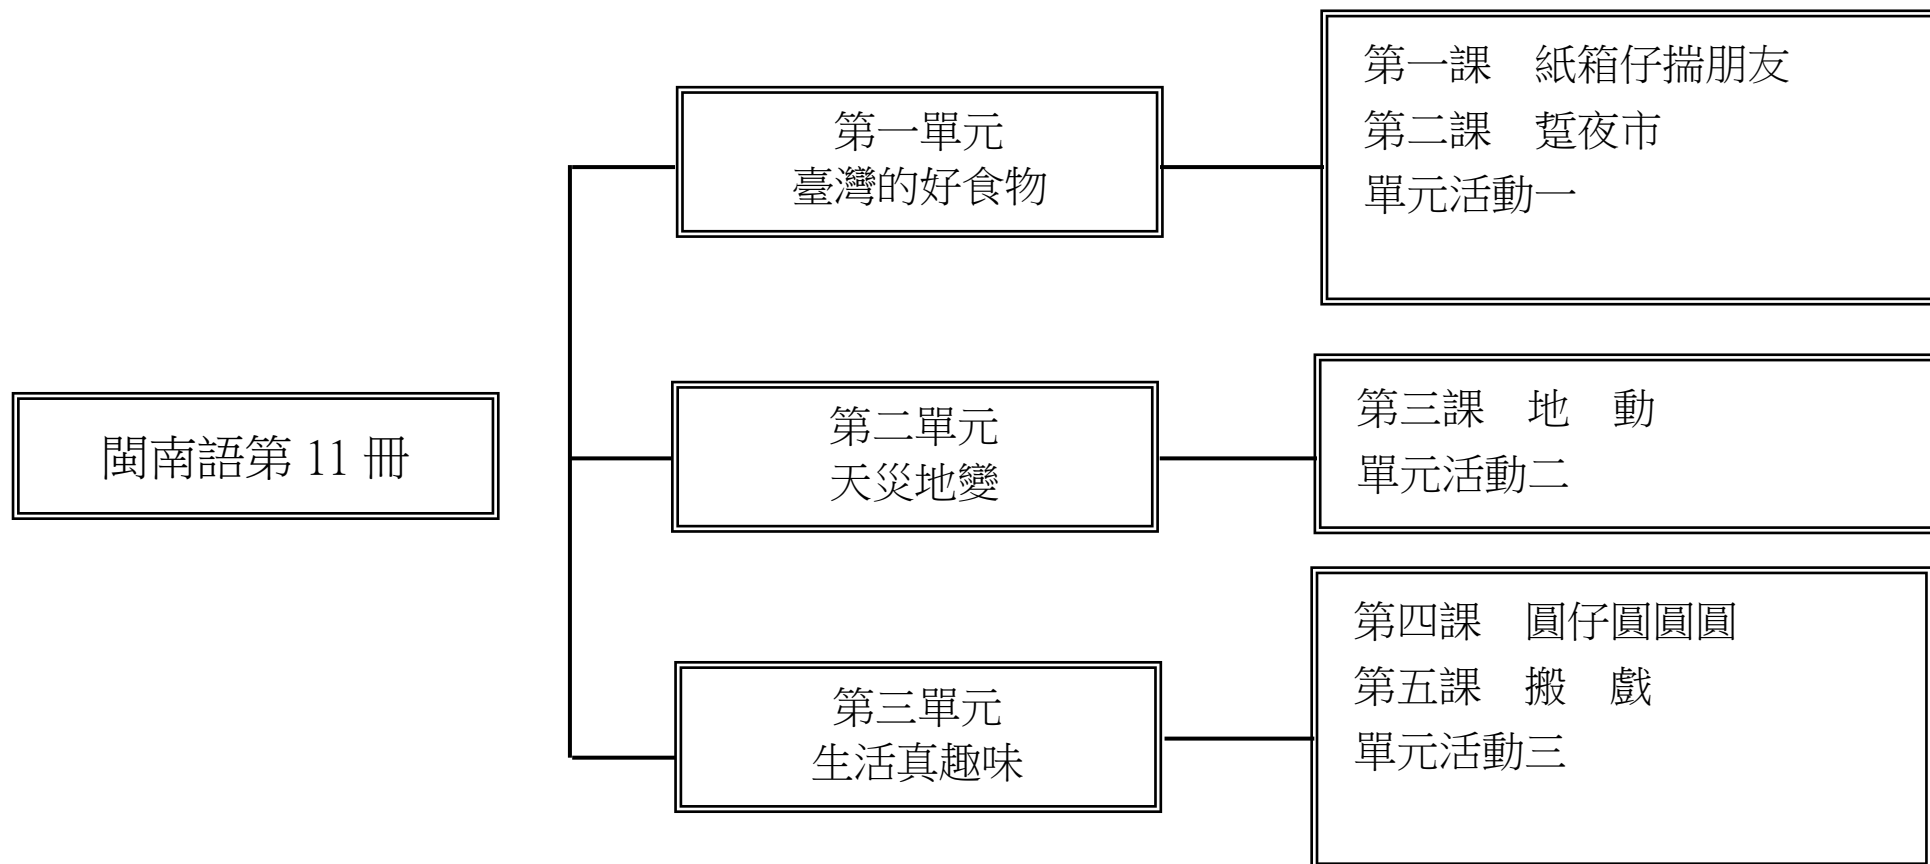 閩南語第 11 冊
第一單元
臺灣的好食物
第一課　紙箱仔揣朋友
第二課　踅夜市
單元活動一
第二單元
天災地變
第三課　地　動
單元活動二
第三單元
生活真趣味
第四課　圓仔圓圓圓
第五課　搬　戲
單元活動三